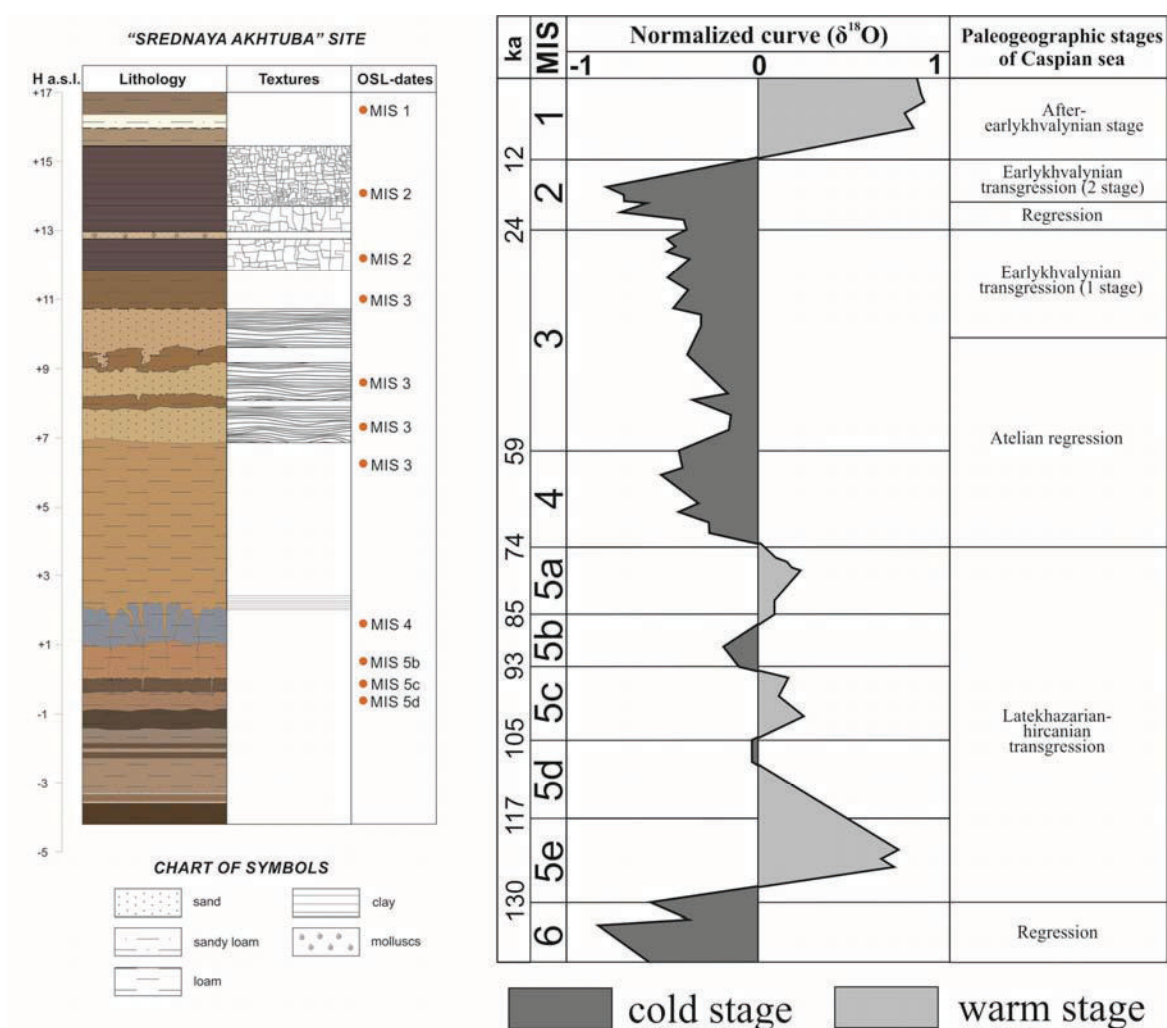 "SREDNAYA AKHTUBA" SITE
H a.s.l.
Lithology
Textures
OSL-dates
+17
+15
+13
+11
+9
+7
+5
+3
+1
-1
-3
-5
MIS 1
MIS 2
MIS 2
MIS 3
MIS 3
MIS 3
MIS 3
MIS 4
MIS 5b
MIS 5c
MIS 5d
CHART OF SYMBOLS
sand
clay
sandy loam
molluscs
loam
ka
MIS
Normalized curve (δ¹⁸O)
-1
0
1
Paleogeographic stages
of Caspian sea
12
24
59
74
85
93
105
117
130
1
2
3
4
5a
5b
5c
5d
5e
6
After-
earlykhvalynian stage
Earlykhvalynian
transgression (2 stage)
Regression
Earlykhvalynian
transgression (1 stage)
Atelian regression
Latekhazarian-
hircanian
transgression
Regression
cold stage
warm stage